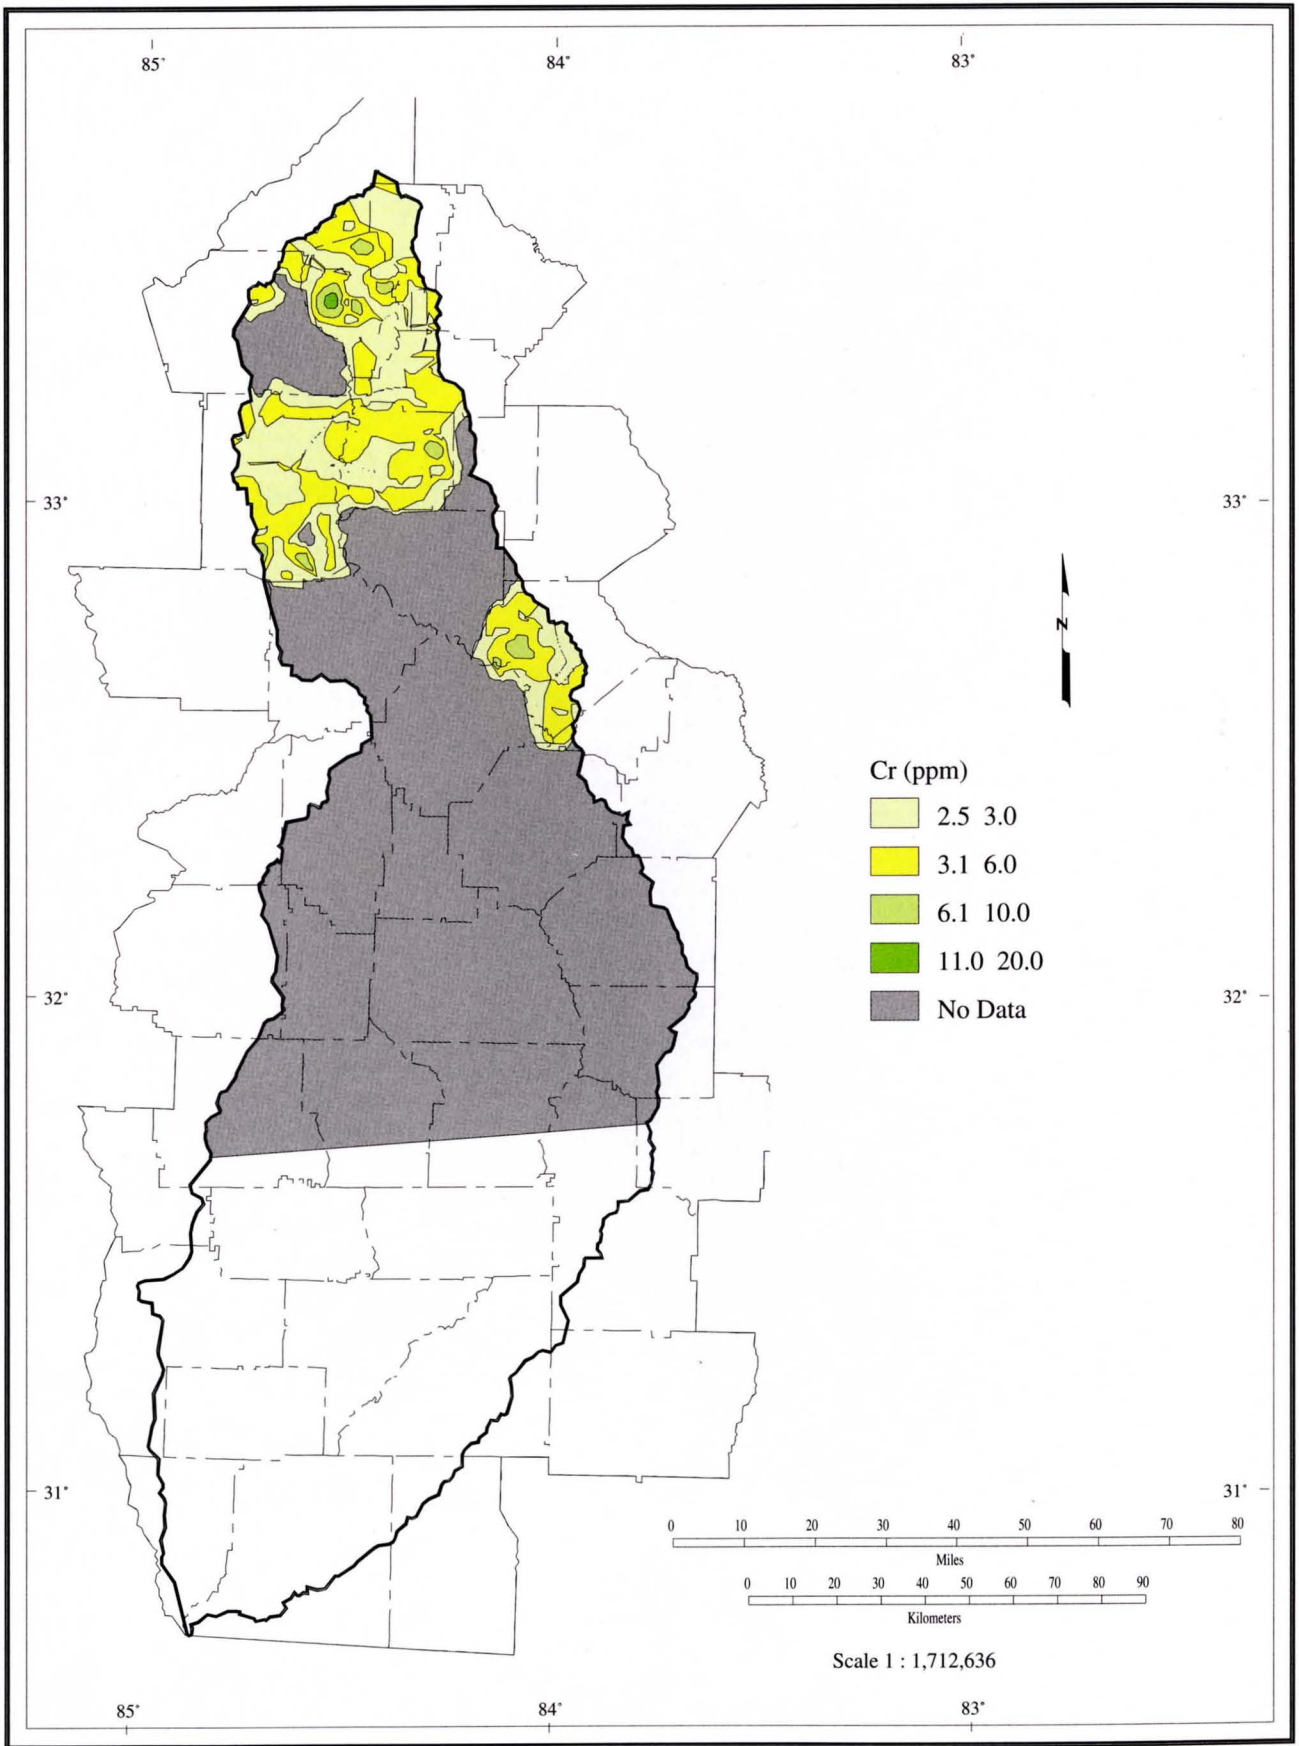 85° 84° 83°
33° 33°
N
Cr (ppm)
2.5 3.0
3.1 6.0
6.1 10.0
11.0 20.0
No Data
32° 32°
31° 31°
0 10 20 30 40 50 60 70 80
Miles
0 10 20 30 40 50 60 70 80 90
Kilometers
Scale 1 : 1,712,636
85° 84° 83°